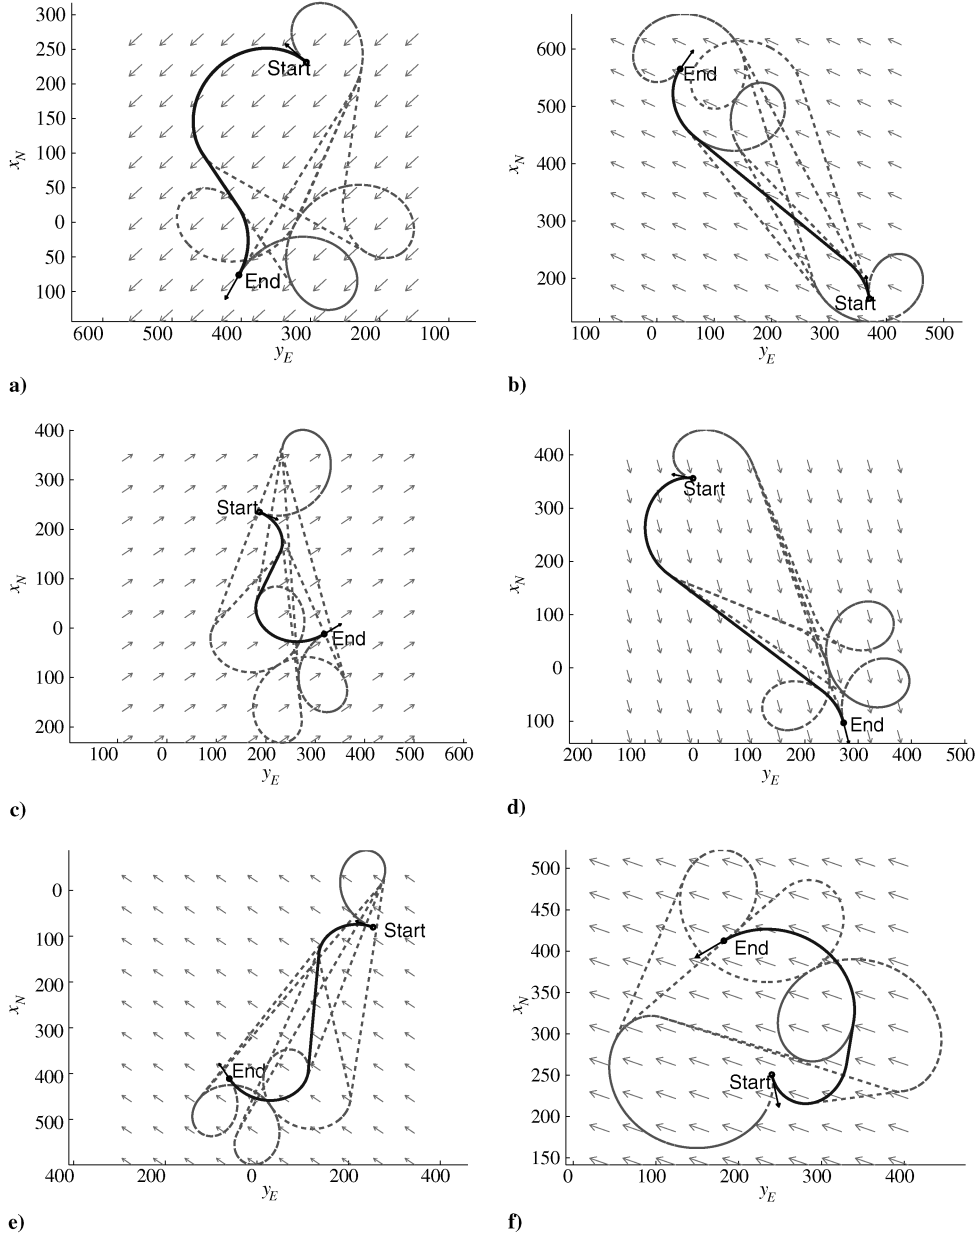 300
250
200
150
100
50
0
50
100
x_N
600 500 400 300 200 100
y_E
Start
End
a)
600
500
400
300
200
x_N
100 0 100 200 300 400 500
y_E
End
Start
b)
400
300
200
100
0
100
200
x_N
100 0 100 200 300 400 500 600
y_E
Start
End
c)
400
300
200
100
0
100
x_N
200 100 0 100 200 300 400 500
y_E
Start
End
d)
0
100
200
300
400
500
x_N
400 200 0 200 400
y_E
Start
End
e)
500
450
400
350
300
250
200
150
x_N
0 100 200 300 400
y_E
End
Start
f)